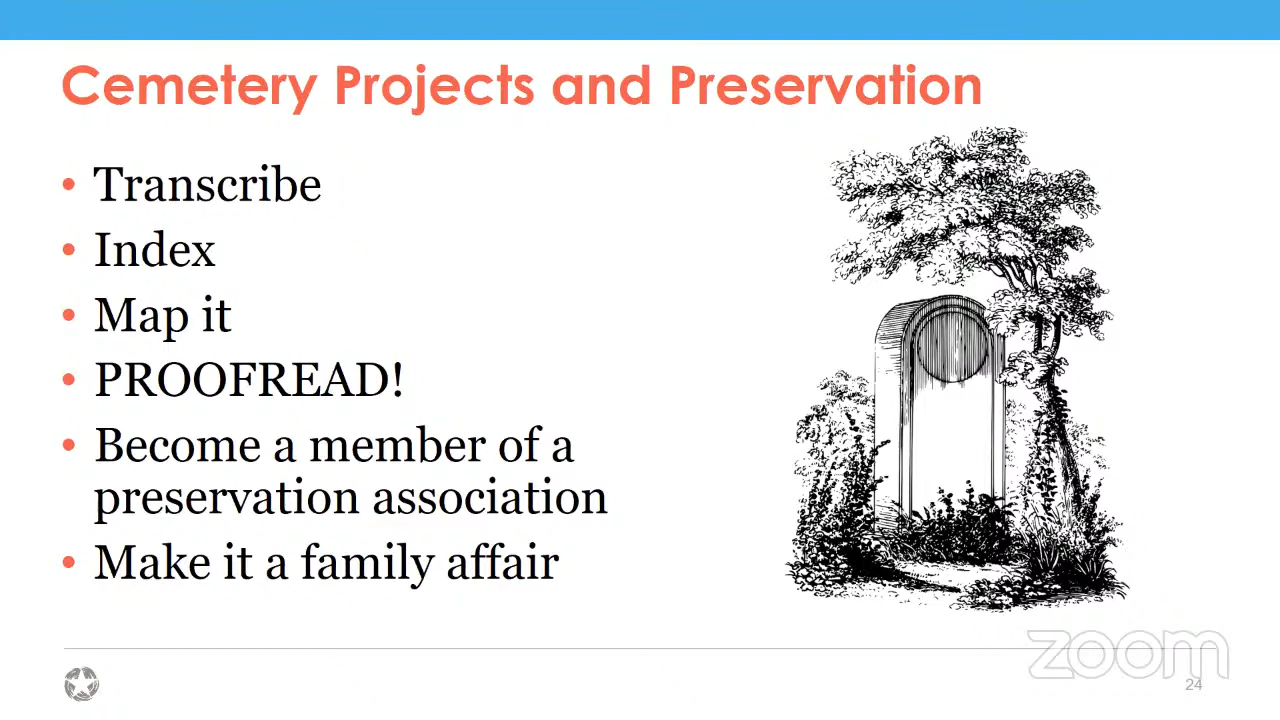 Cemetery Projects and Preservation
• Transcribe
• Index
• Map it
• PROOFREAD!
• Become a member of a
preservation association
• Make it a family affair
zoom
24